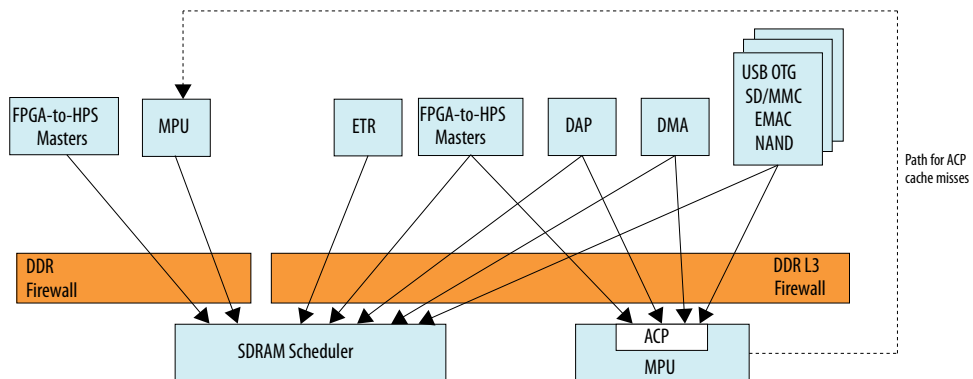 USB OTG
SD/MMC
EMAC
NAND
FPGA-to-HPS
Masters
MPU
ETR
FPGA-to-HPS
Masters
DAP
DMA
Path for ACP
cache misses
DDR
Firewall
DDR L3
Firewall
SDRAM Scheduler
ACP
MPU